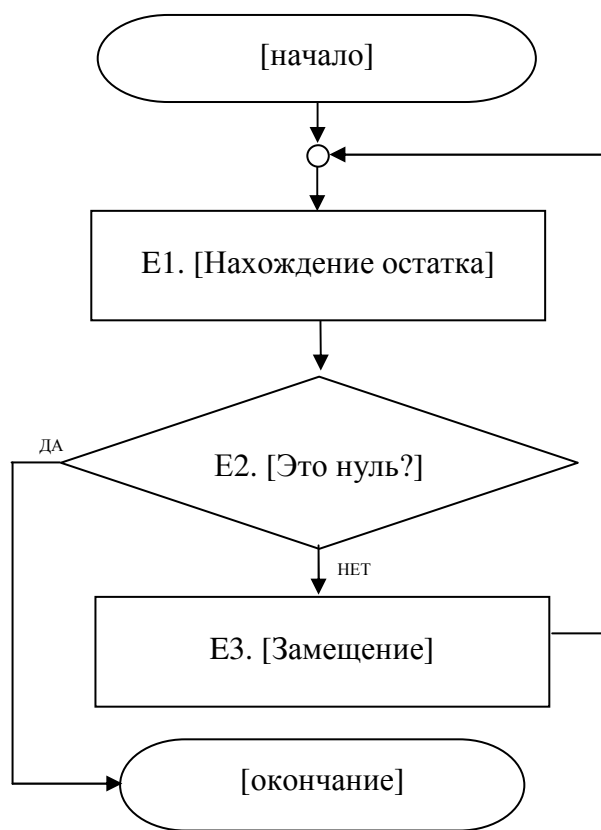 [начало]
E1. [Нахождение остатка]
ДА
E2. [Это нуль?]
НЕТ
E3. [Замещение]
[окончание]